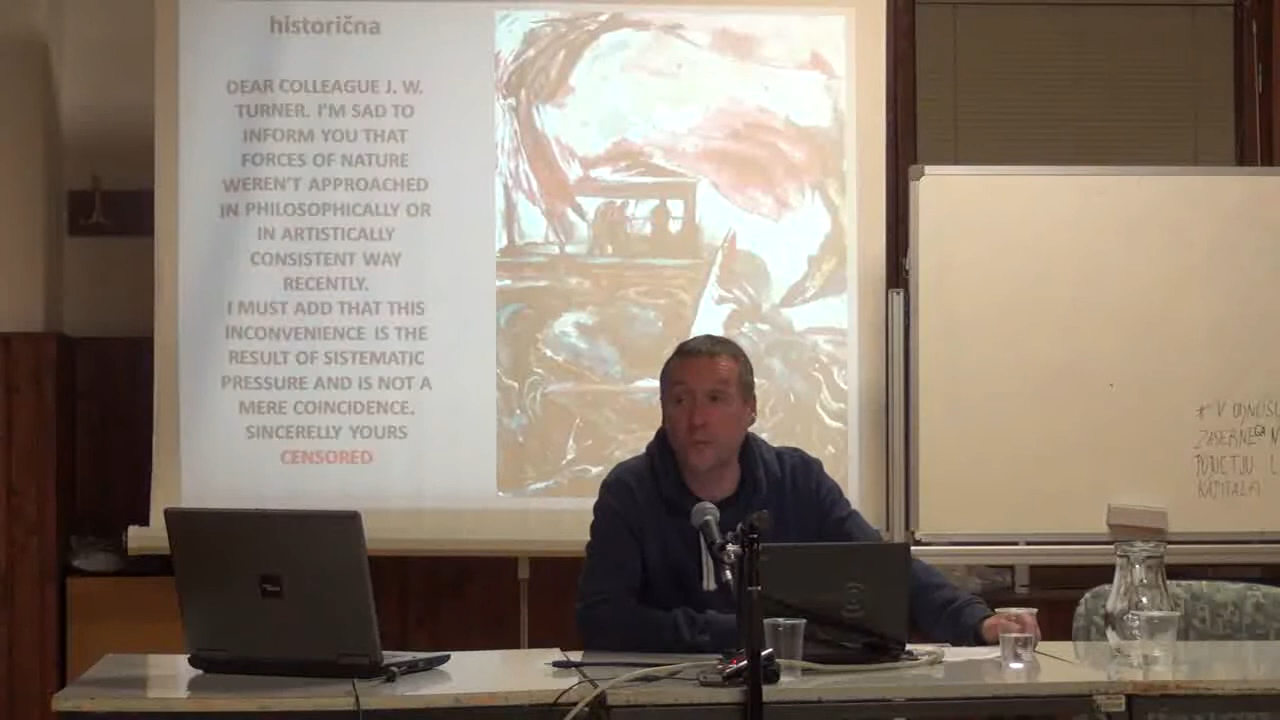 historična
DEAR COLLEAGUE J. W.
TURNER. I'M SAD TO
INFORM YOU THAT
FORCES OF NATURE
WEREN'T APPROACHED
IN PHILOSOPHICALLY OR
IN ARTISTICALLY
CONSISTENT WAY
RECENTLY.
I MUST ADD THAT THIS
INCONVENIENCE IS THE
RESULT OF SISTEMATIC
PRESSURE AND IS NOT A
MERE COINCIDENCE.
SINCERELLY YOURS
CENSORED
KAPITALA